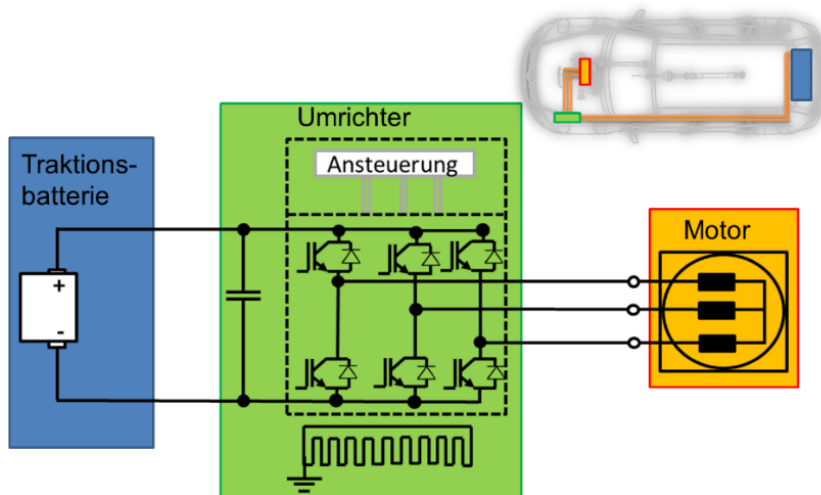 Umrichter
Traktions-
batterie
Ansteuerung
Motor
+
-